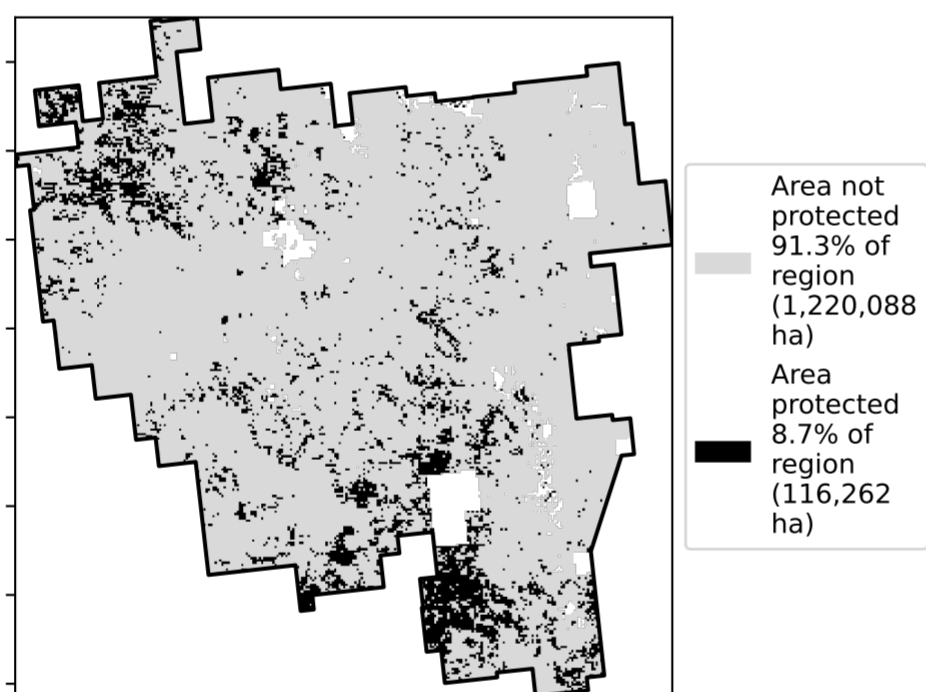 Area not
protected
91.3% of
region
(1,220,088
ha)
Area
protected
8.7% of
region
(116,262
ha)